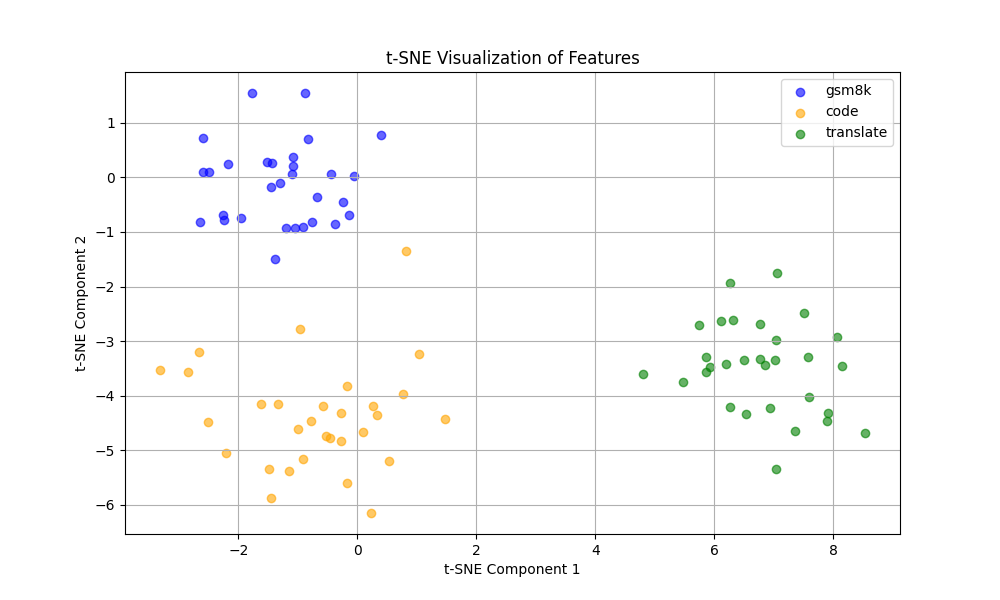 t-SNE Visualization of Features
gsm8k
code
translate
1
0
−1
−2
−3
−4
−5
−6
t-SNE Component 2
−2
0
2
4
6
8
t-SNE Component 1